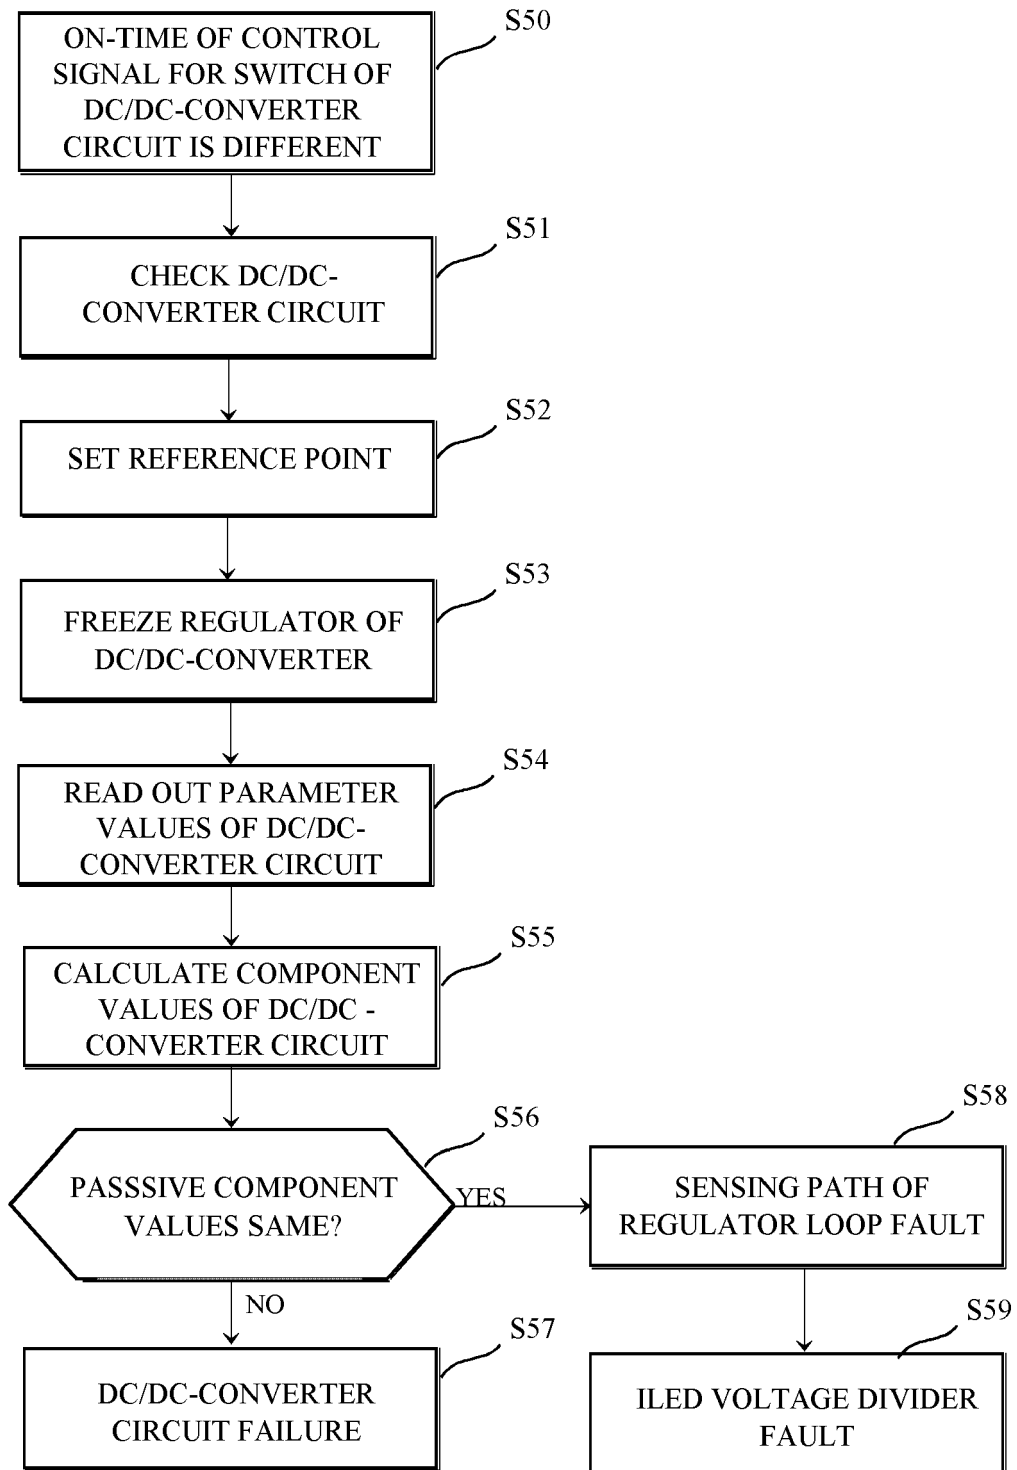 S50
ON-TIME OF CONTROL
SIGNAL FOR SWITCH OF
DC/DC-CONVERTER
CIRCUIT IS DIFFERENT
S51
CHECK DC/DC-
CONVERTER CIRCUIT
S52
SET REFERENCE POINT
S53
FREEZE REGULATOR OF
DC/DC-CONVERTER
S54
READ OUT PARAMETER
VALUES OF DC/DC-
CONVERTER CIRCUIT
S55
CALCULATE COMPONENT
VALUES OF DC/DC -
CONVERTER CIRCUIT
S56
PASSSIVE COMPONENT
VALUES SAME?
YES
S58
SENSING PATH OF
REGULATOR LOOP FAULT
NO
S57
DC/DC-CONVERTER
CIRCUIT FAILURE
S59
ILED VOLTAGE DIVIDER
FAULT